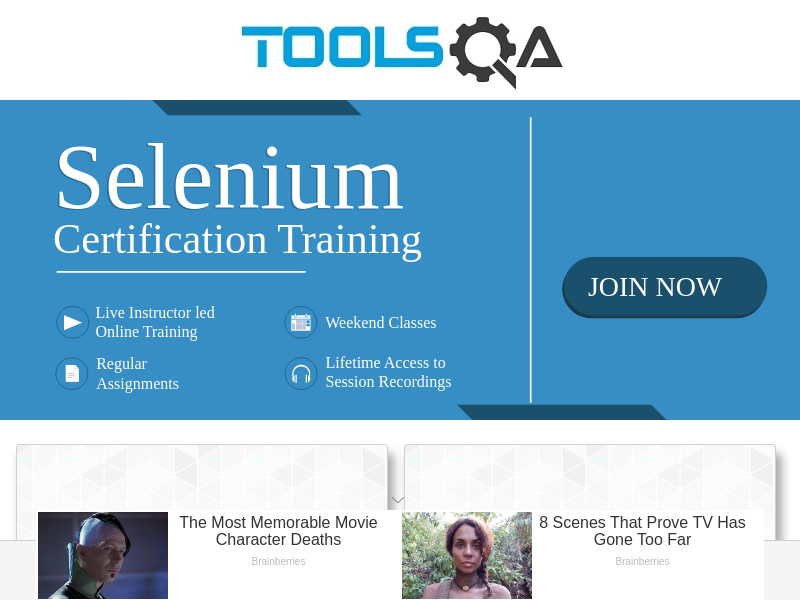 TOOLSQA
Selenium
Certification Training
JOIN NOW
Live Instructor led
Online Training
Weekend Classes
Regular
Assignments
Lifetime Access to
Session Recordings
The Most Memorable Movie
Character Deaths
Brainberries
8 Scenes That Prove TV Has
Gone Too Far
Brainberries